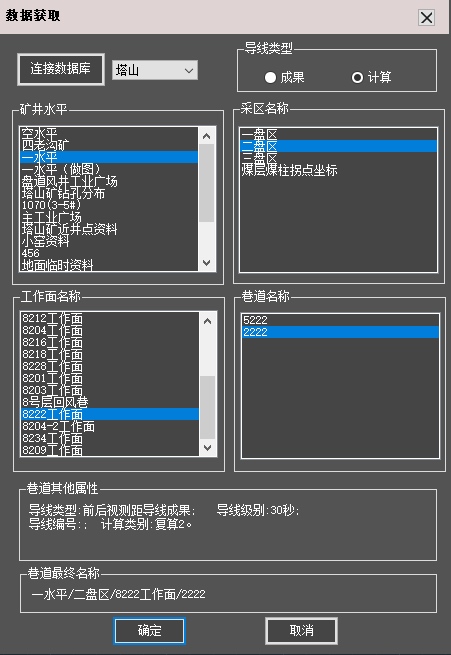 数据获取
连接数据库
塔山
导线类型
成果
计算
矿井水平
空水平
四老沟矿
一水平
一水平（做图）
盘道风井工业广场
塔山矿钻孔分布
1070(3-5#)
主工业广场
塔山矿近井点资料
小窑资料
456
地面临时资料
采区名称
一盘区
二盘区
三盘区
煤层煤柱拐点坐标
工作面名称
8212工作面
8204工作面
8216工作面
8218工作面
8228工作面
8201工作面
8203工作面
8号层回风巷
8222工作面
8204-2工作面
8234工作面
8209工作面
巷道名称
5222
2222
巷道其他属性
导线类型:前后视测距导线成果;　导线级别:30秒;
导线编号:;　计算类别:复算2。
巷道最终名称
一水平/二盘区/8222工作面/2222
确定
取消